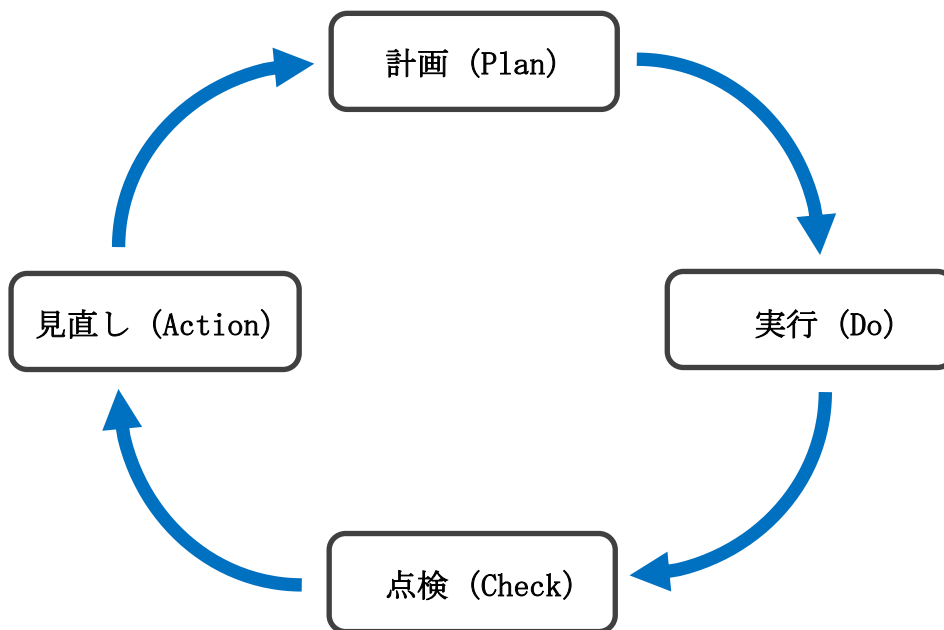 計画 (Plan)
実行 (Do)
点検 (Check)
見直し (Action)